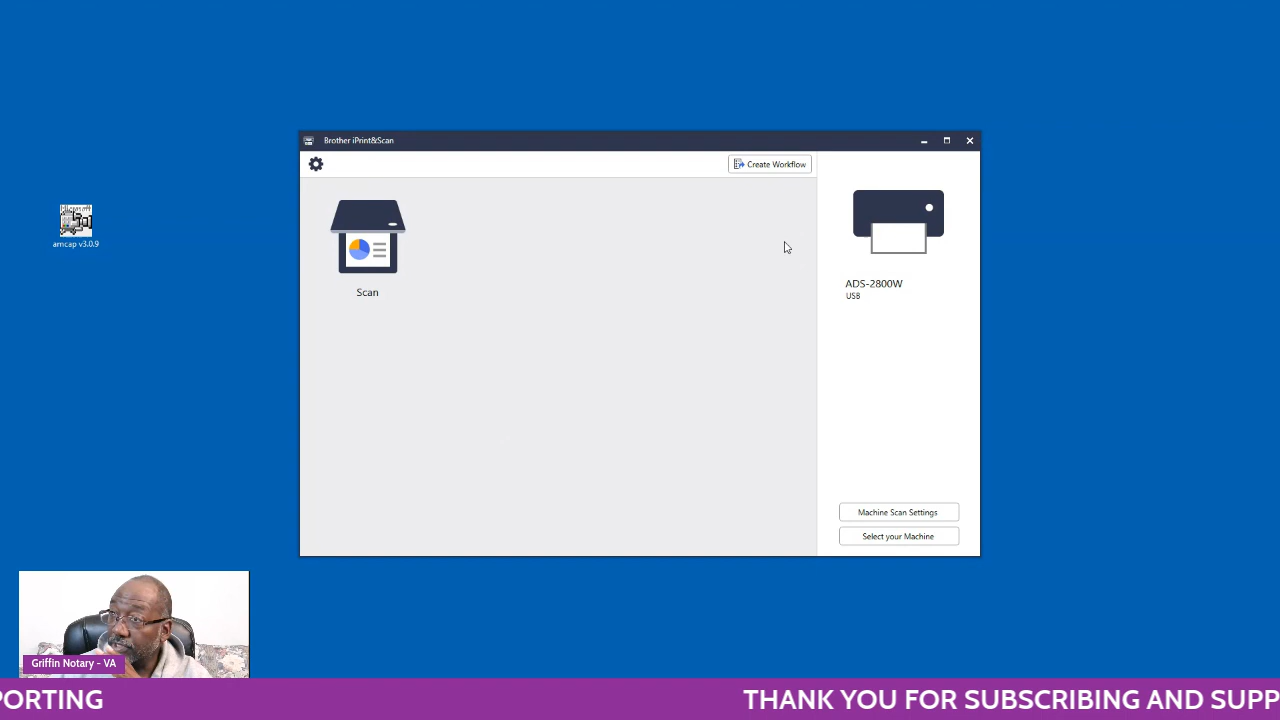 Brother iPrint&Scan
Create Workflow
Microsoft
amcap v3.0.9
Scan
ADS-2800W
USB
Machine Scan Settings
Select your Machine
Griffin Notary - VA
PORTING
THANK YOU FOR SUBSCRIBING AND SUPP